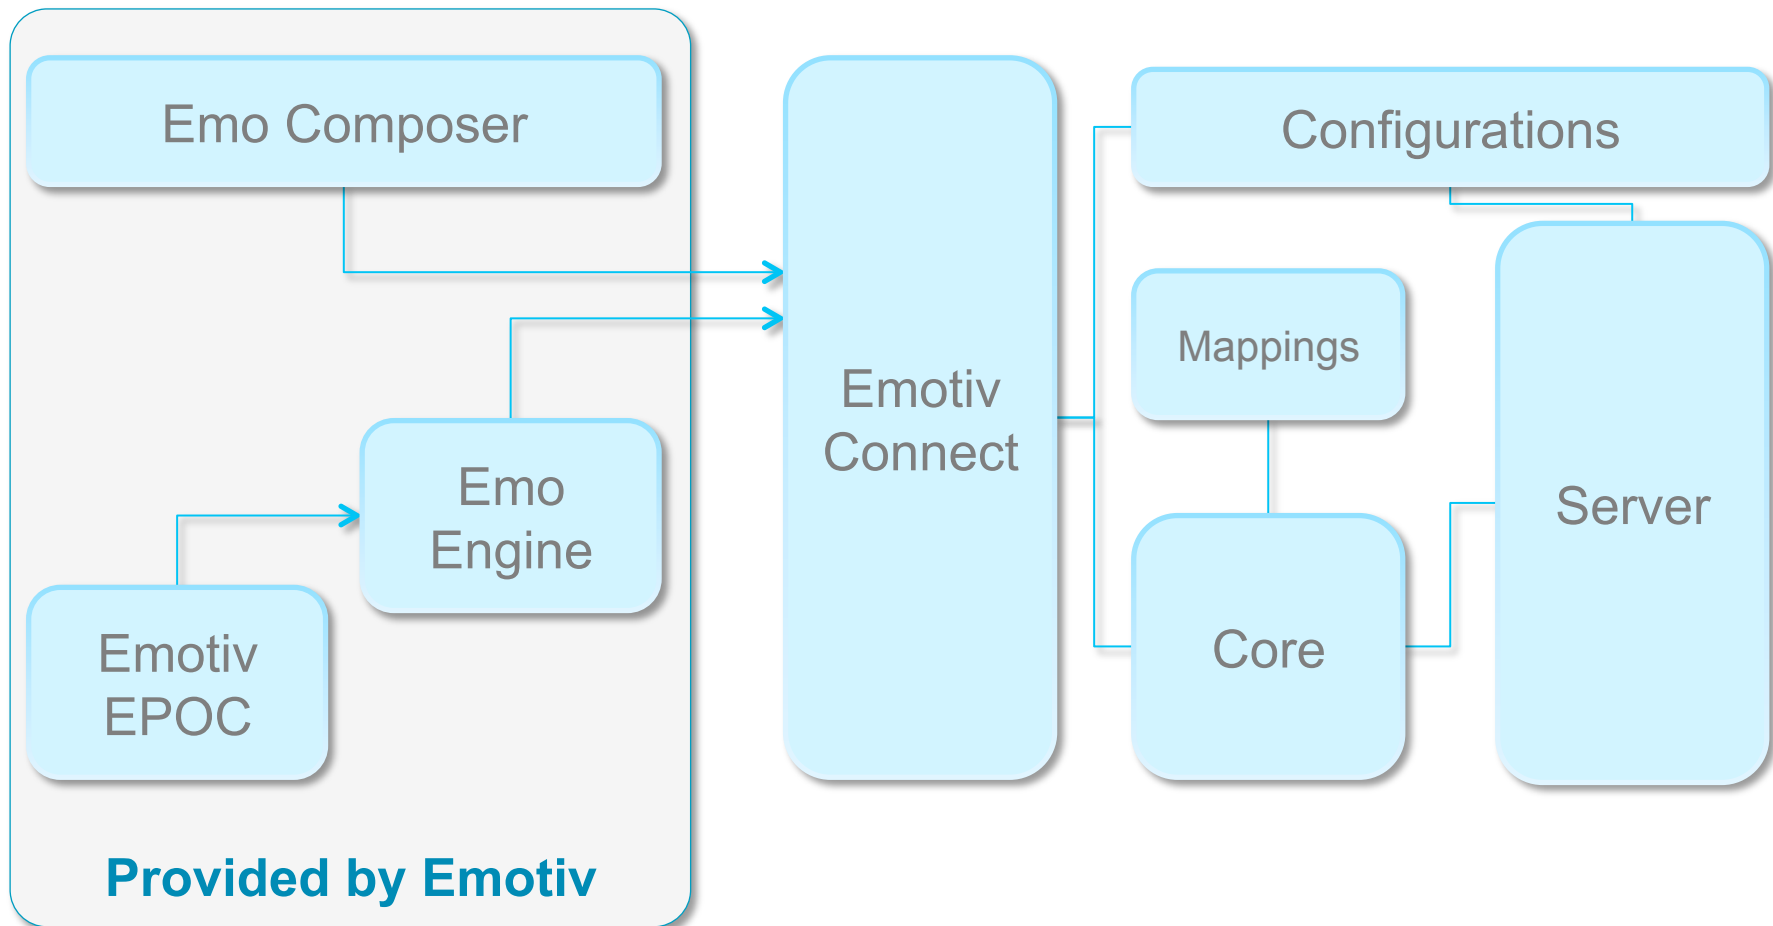 Emo Composer
Emo
Engine
Emotiv
EPOC
Provided by Emotiv
Emotiv
Connect
Configurations
Mappings
Core
Server